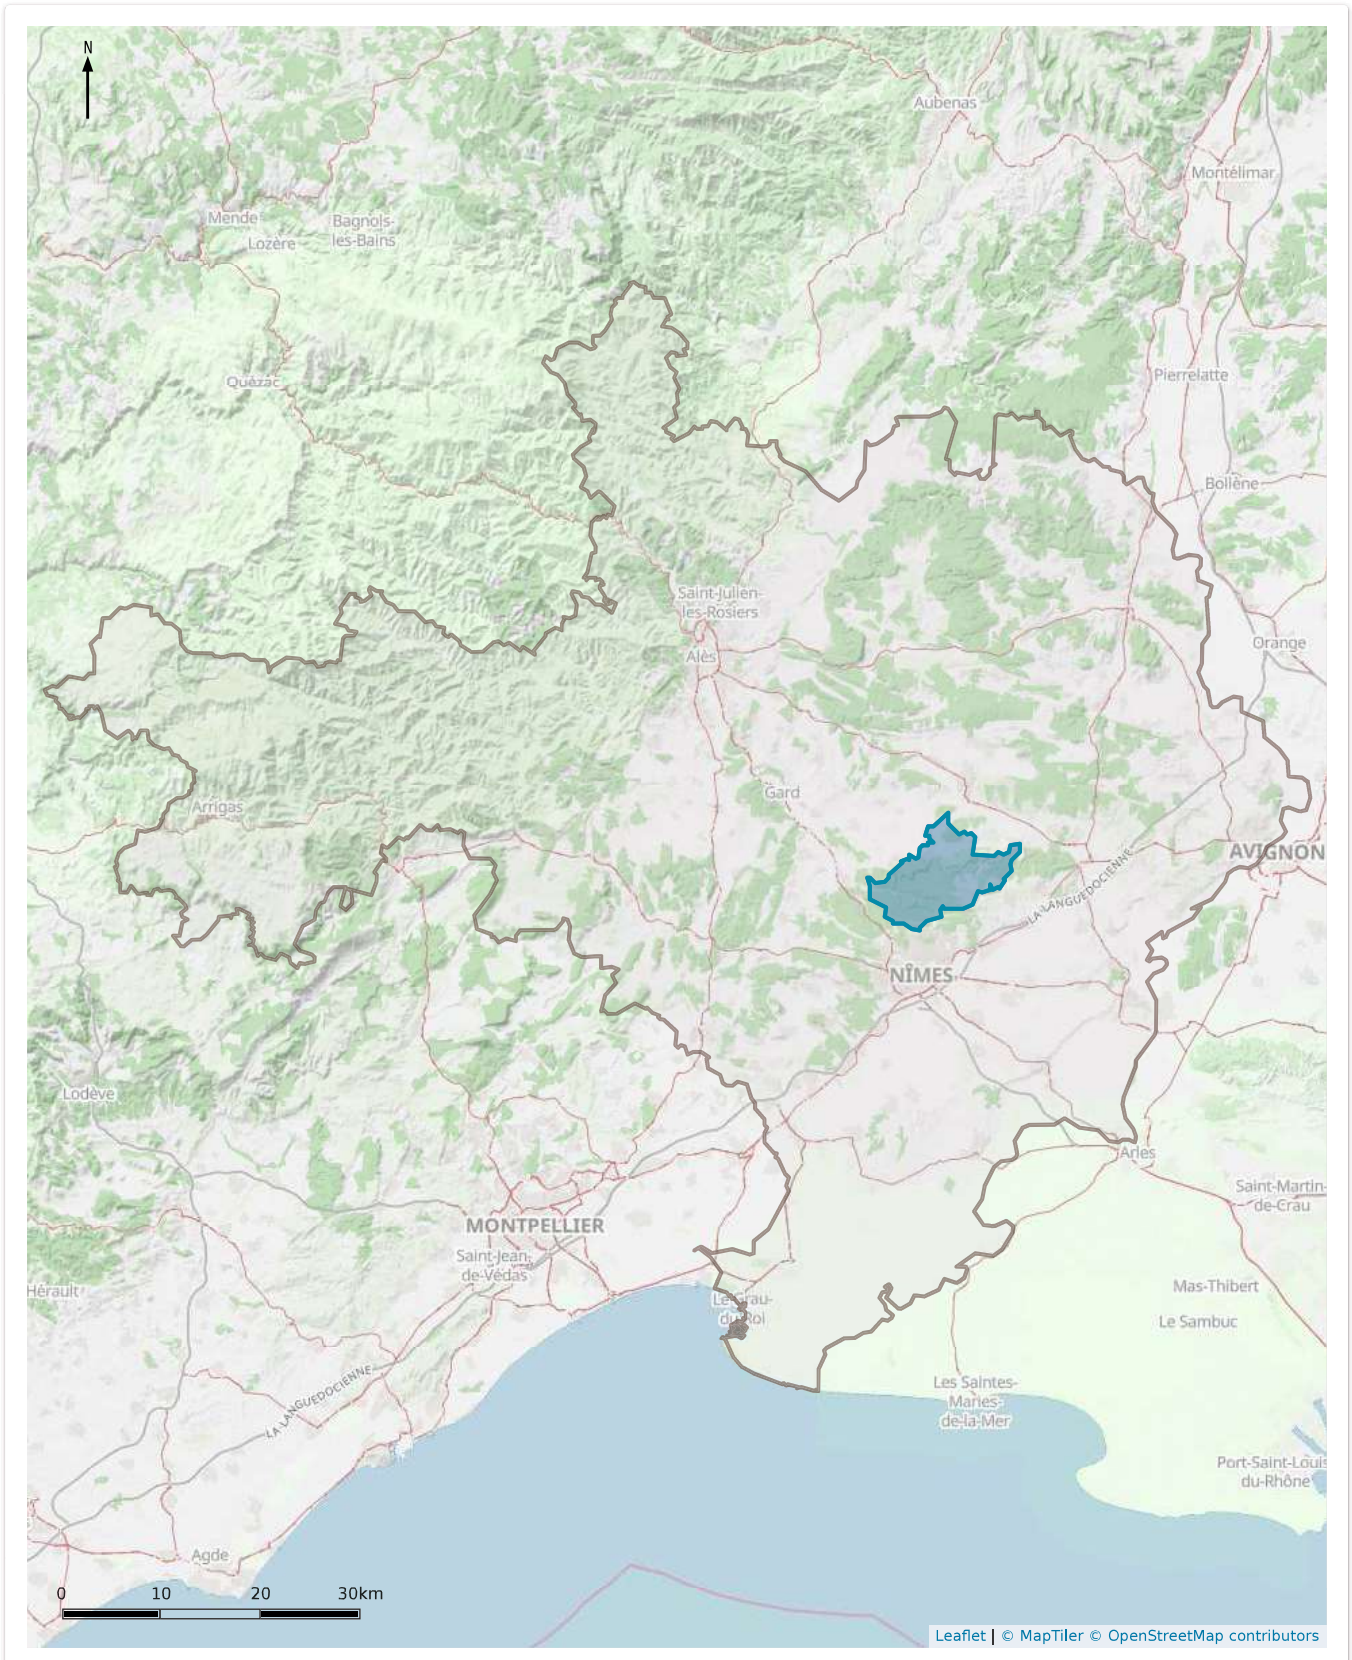 N
Aubenas
Montélimar
Mende
Bagnols-
les-Bains
Lozère
Pierrelatte
Quézac
Bollène
Saint-Julien-
les-Rosiers
Orange
Alès
Gard
Arrigas
AVIGNON
LA LANGUEDOCIENNE
NÎMES
Lodève
Arles
Saint-Martin-
de-Crau
MONTPELLIER
Saint-Jean-
de-Védas
Hérault
Mas-Thibert
Le Grau-
du-Roi
Le Sambuc
LA LANGUEDOCIENNE
Les Saintes-
Maries-
de-la-Mer
Port-Saint-Louis
du-Rhône
Agde
0 10 20 30km
Leaflet | © MapTiler © OpenStreetMap contributors